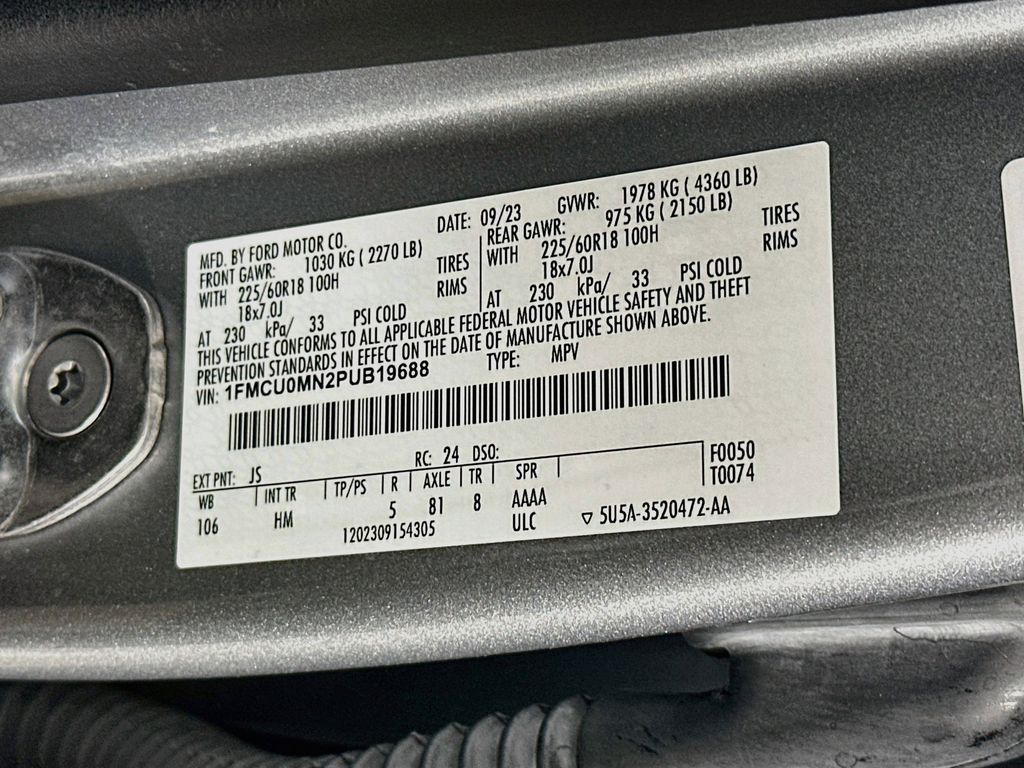 MFD. BY FORD MOTOR CO. DATE: 09/23 GVWR: 1978 KG ( 4360 LB)
FRONT GAWR: 1030 KG ( 2270 LB) REAR GAWR: 975 KG ( 2150 LB)
WITH 225/60R18 100H TIRES WITH 225/60R18 100H TIRES
18x7.0J RIMS 18x7.0J RIMS
AT 230 kPa/ 33 PSI COLD AT 230 kPa/ 33 PSI COLD
THIS VEHICLE CONFORMS TO ALL APPLICABLE FEDERAL MOTOR VEHICLE SAFETY AND THEFT
PREVENTION STANDARDS IN EFFECT ON THE DATE OF MANUFACTURE SHOWN ABOVE.
VIN: 1FMCU0MN2PUB19688 TYPE: MPV
EXT PNT: JS RC: 24 DSO: F0050
WB INT TR TP/PS R AXLE TR SPR T0074
106 HM 5 81 8 AAAA
1202309154305 ULC ▽ 5U5A-3520472-AA